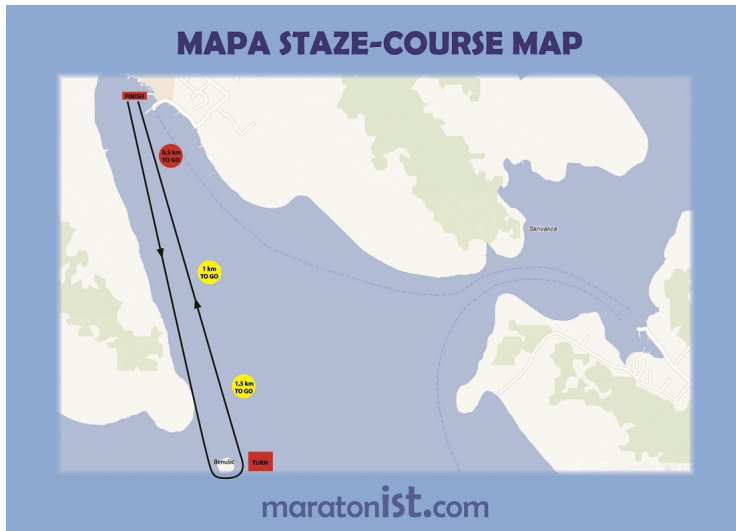 MAPA STAZE-COURSE MAP
FINISH
0,5 km
TO GO
Skrivalica
1 km
TO GO
1,5 km
TO GO
Benušić
TURN
maratonist.com